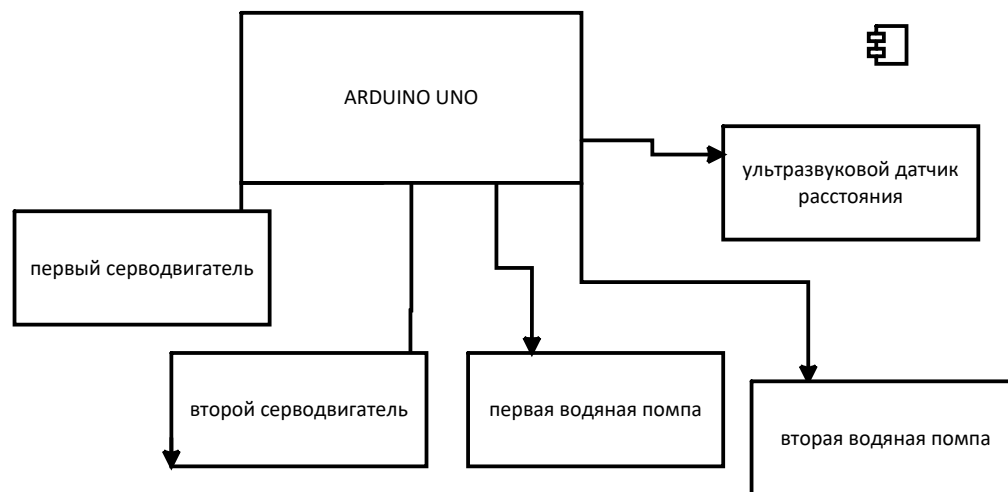 ARDUINO UNO
ультразвуковой датчик
расстояния
первый серводвигатель
второй серводвигатель
первая водяная помпа
вторая водяная помпа